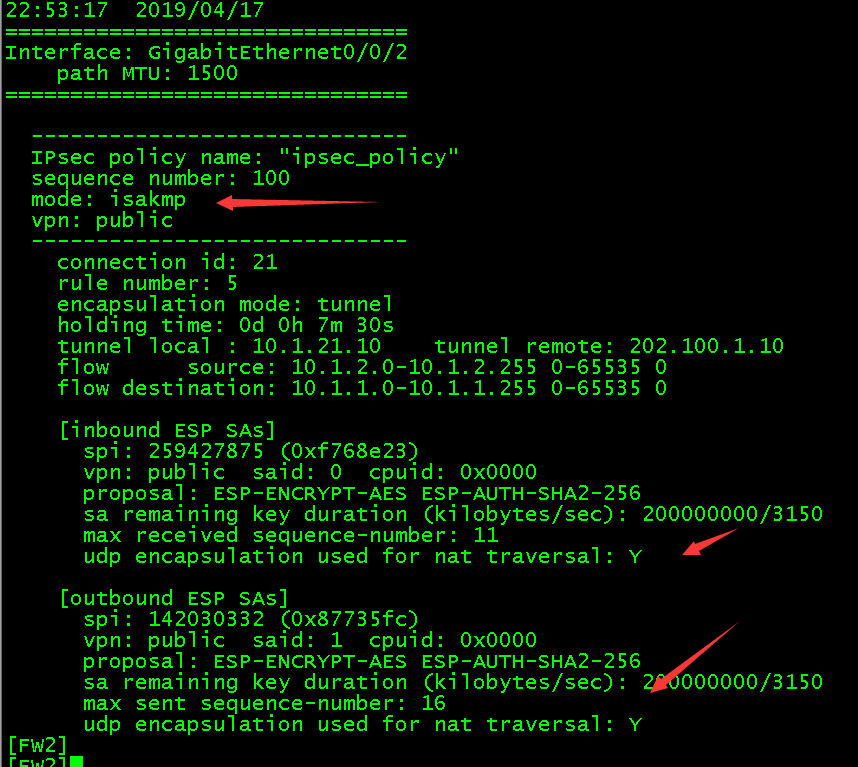 22:53:17  2019/04/17
===============================
Interface: GigabitEthernet0/0/2
    path MTU: 1500
===============================
  -----------------------------
  IPsec policy name: "ipsec_policy"
  sequence number: 100
  mode: isakmp
  vpn: public
  -----------------------------
    connection id: 21
    rule number: 5
    encapsulation mode: tunnel
    holding time: 0d 0h 7m 30s
    tunnel local : 10.1.21.10    tunnel remote: 202.100.1.10
    flow      source: 10.1.2.0-10.1.2.255 0-65535 0
    flow destination: 10.1.1.0-10.1.1.255 0-65535 0
    [inbound ESP SAs]
      spi: 259427875 (0xf768e23)
      vpn: public  said: 0  cpuid: 0x0000
      proposal: ESP-ENCRYPT-AES ESP-AUTH-SHA2-256
      sa remaining key duration (kilobytes/sec): 200000000/3150
      max received sequence-number: 11
      udp encapsulation used for nat traversal: Y
    [outbound ESP SAs]
      spi: 142030332 (0x87735fc)
      vpn: public  said: 1  cpuid: 0x0000
      proposal: ESP-ENCRYPT-AES ESP-AUTH-SHA2-256
      sa remaining key duration (kilobytes/sec): 200000000/3150
      max sent sequence-number: 16
      udp encapsulation used for nat traversal: Y
[FW2]
[FW2]